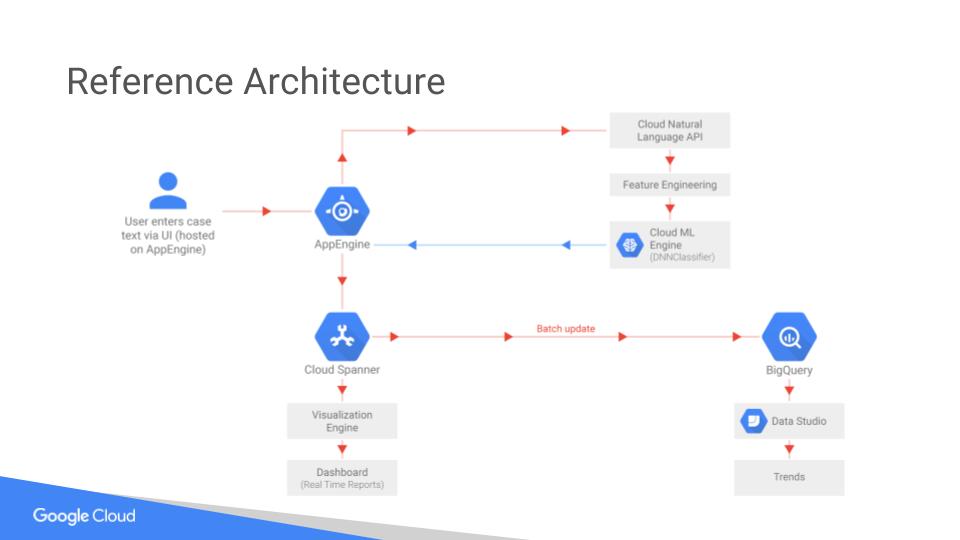 Reference Architecture
Cloud Natural
Language API
Feature Engineering
User enters case
text via UI (hosted
on AppEngine)
AppEngine
Cloud ML
Engine
(DNNClassifier)
Batch update
Cloud Spanner
BigQuery
Visualization
Engine
Data Studio
Dashboard
(Real Time Reports)
Trends
Google Cloud